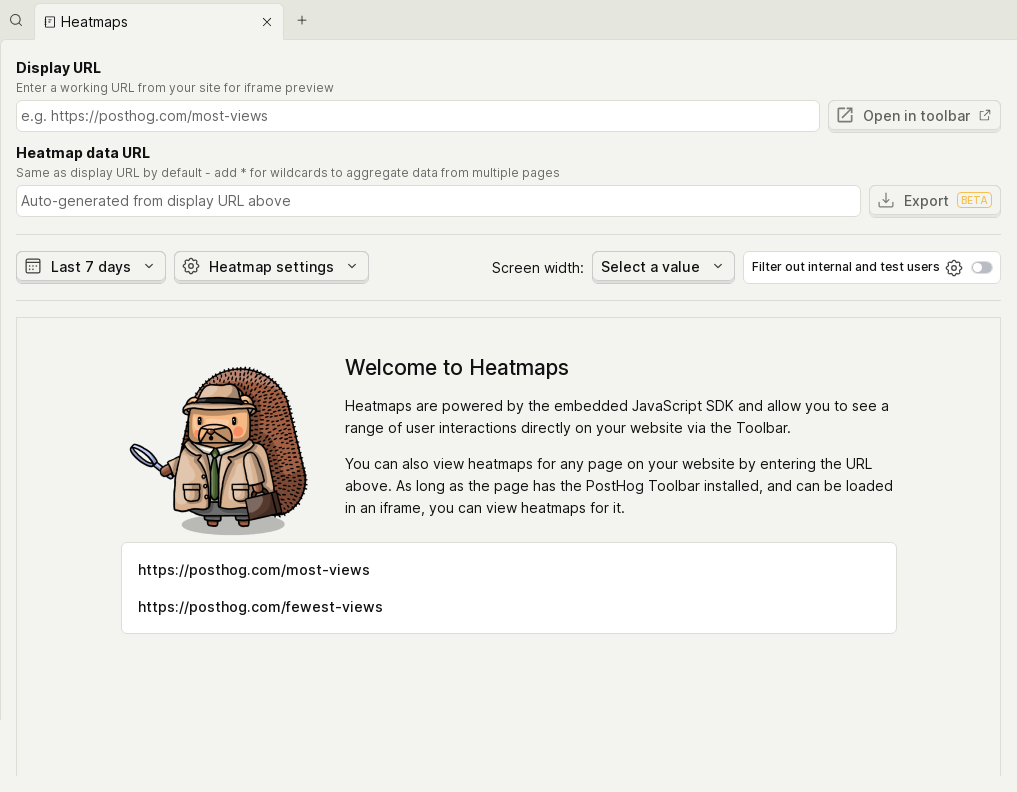 Heatmaps
Display URL
Enter a working URL from your site for iframe preview
e.g. https://posthog.com/most-views
Open in toolbar
Heatmap data URL
Same as display URL by default - add * for wildcards to aggregate data from multiple pages
Auto-generated from display URL above
Export BETA
Last 7 days
Heatmap settings
Screen width:
Select a value
Filter out internal and test users
Welcome to Heatmaps
Heatmaps are powered by the embedded JavaScript SDK and allow you to see a
range of user interactions directly on your website via the Toolbar.
You can also view heatmaps for any page on your website by entering the URL
above. As long as the page has the PostHog Toolbar installed, and can be loaded
in an iframe, you can view heatmaps for it.
https://posthog.com/most-views
https://posthog.com/fewest-views